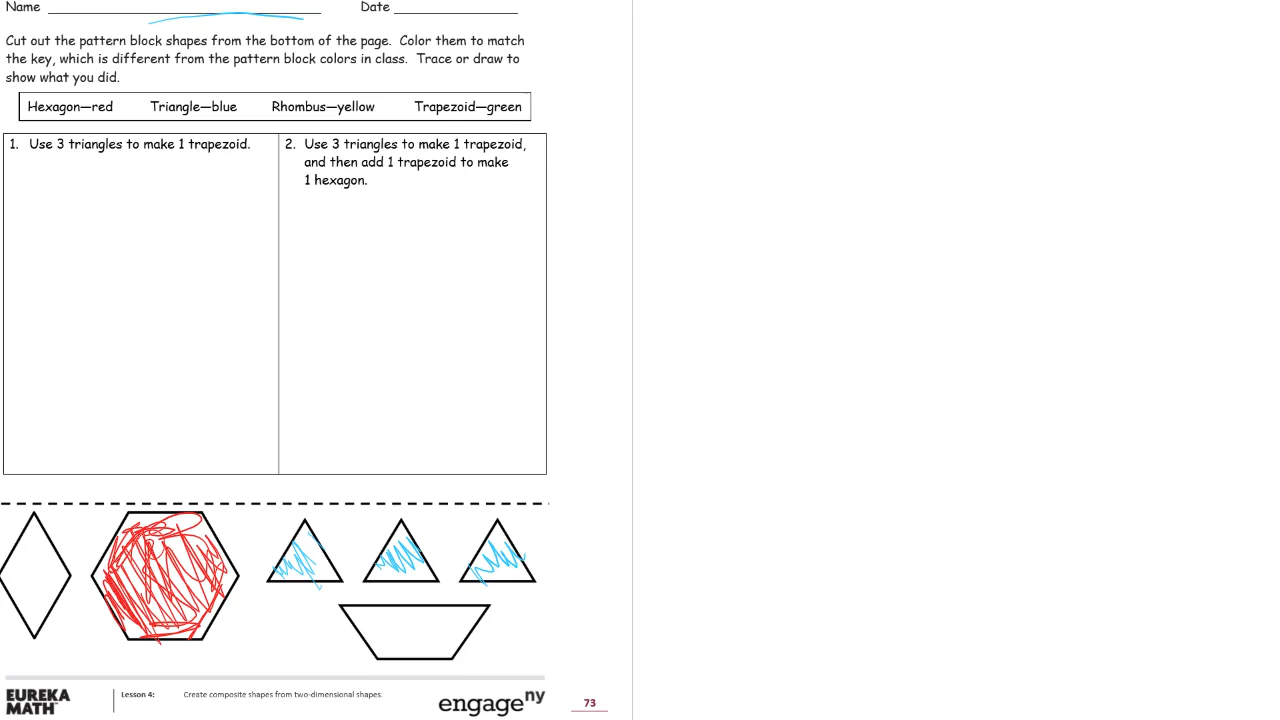 Name Date
Cut out the pattern block shapes from the bottom of the page. Color them to match
the key, which is different from the pattern block colors in class. Trace or draw to
show what you did.
Hexagon—red Triangle—blue Rhombus—yellow Trapezoid—green
1. Use 3 triangles to make 1 trapezoid.
2. Use 3 triangles to make 1 trapezoid,
and then add 1 trapezoid to make
1 hexagon.
EUREKA
MATH™
Lesson 4: Create composite shapes from two-dimensional shapes.
engageny
73